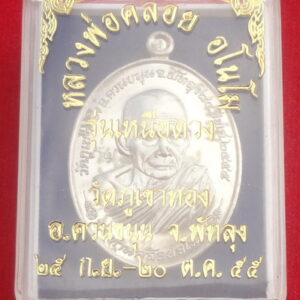 หลวงพ่อคล้อย อโนโม
รุ่นเหนือดวง
วัดภูเขาทอง
อ.ควนขนุน จ.พัทลุง
๒๕ ก.ย.-๒๐ ต.ค. ๕๕